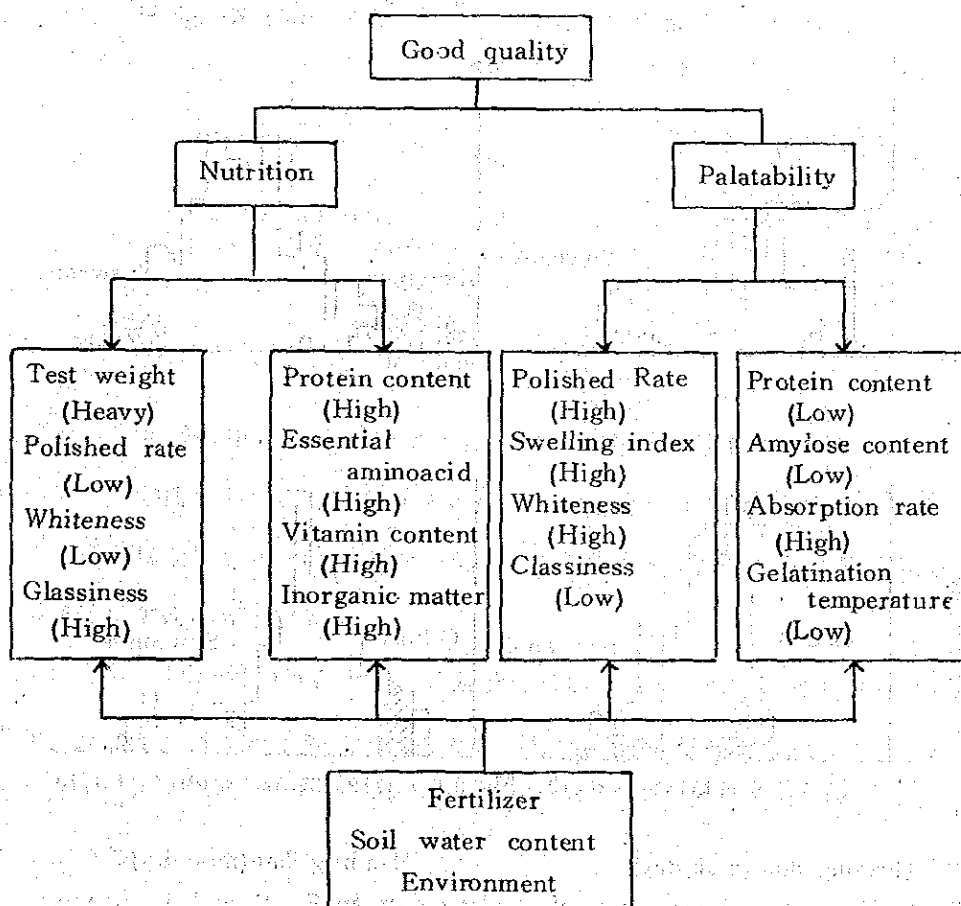 Good quality
Nutrition
Palatability
Test weight
(Heavy)
Polished rate
(Low)
Whiteness
(Low)
Glassiness
(High)
Protein content
(High)
Essential
aminoacid
(High)
Vitamin content
(High)
Inorganic matter
(High)
Polished Rate
(High)
Swelling index
(High)
Whiteness
(High)
Classiness
(Low)
Protein content
(Low)
Amylose content
(Low)
Absorption rate
(High)
Gelatination
temperature
(Low)
Fertilizer
Soil water content
Environment